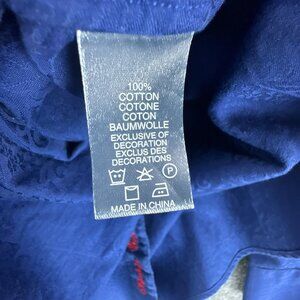 100%
COTTON
COTONE
COTON
BAUMWOLLE
EXCLUSIVE OF
DECORATION
EXCLUS DES
DECORATIONS
P
MADE IN CHINA